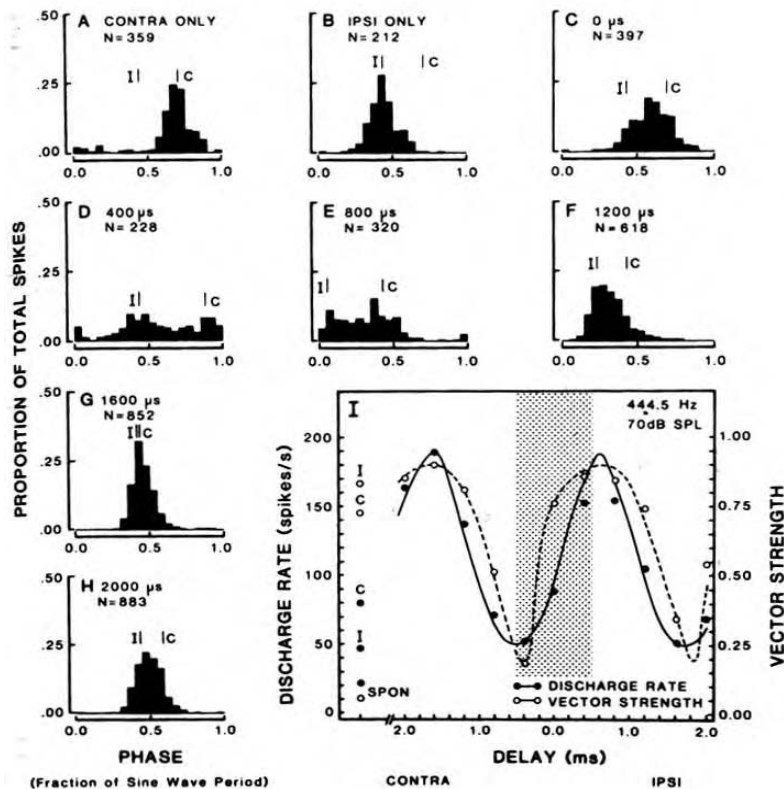 A CONTRA ONLY
N=359
B IPSI ONLY
N=212
C 0 µs
N=397
.50
.25
.00
I
C
I
C
I
C
0.0 0.5 1.0
0.0 0.5 1.0
0.0 0.5 1.0
D 400 µs
N=228
E 800 µs
N=320
F 1200 µs
N=618
.50
.25
.00
I
C
I
C
I
C
0.0 0.5 1.0
0.0 0.5 1.0
0.0 0.5 1.0
PROPORTION OF TOTAL SPIKES
G 1600 µs
N=852
.50
.25
.00
I
C
0.0 0.5 1.0
H 2000 µs
N=883
.50
.25
.00
I
C
0.0 0.5 1.0
PHASE
(Fraction of Sine Wave Period)
I
444.5 Hz
70dB SPL
DISCHARGE RATE (spikes/s)
200
150
100
50
0
I
C
C
I
SPON
1.00
0.75
0.50
0.25
0.00
VECTOR STRENGTH
DISCHARGE RATE
VECTOR STRENGTH
2.0 1.0 0.0 1.0 2.0
DELAY (ms)
CONTRA IPSI